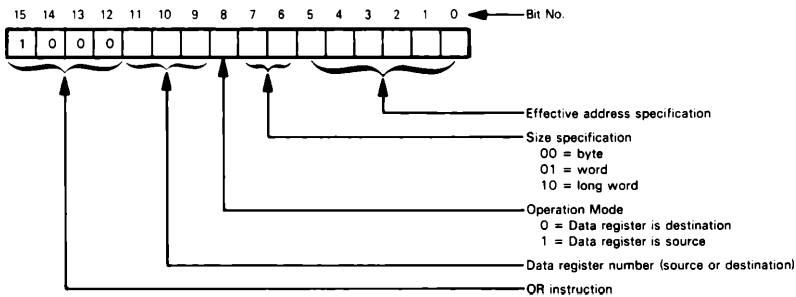 15 14 13 12 11 10 9 8 7 6 5 4 3 2 1 0 Bit No.
1 0 0 0
Effective address specification
Size specification
00 = byte
01 = word
10 = long word
Operation Mode
0 = Data register is destination
1 = Data register is source
Data register number (source or destination)
OR instruction